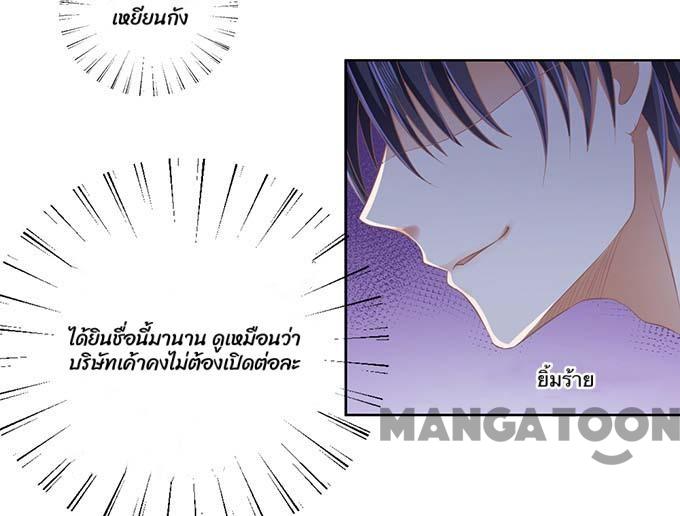 เหยียนกัง
ได้ยินชื่อนี้มานาน ดูเหมือนว่า
บริษัทเค้าคงไม่ต้องเปิดต่อละ
ยิ้มร้าย
MANGATOON